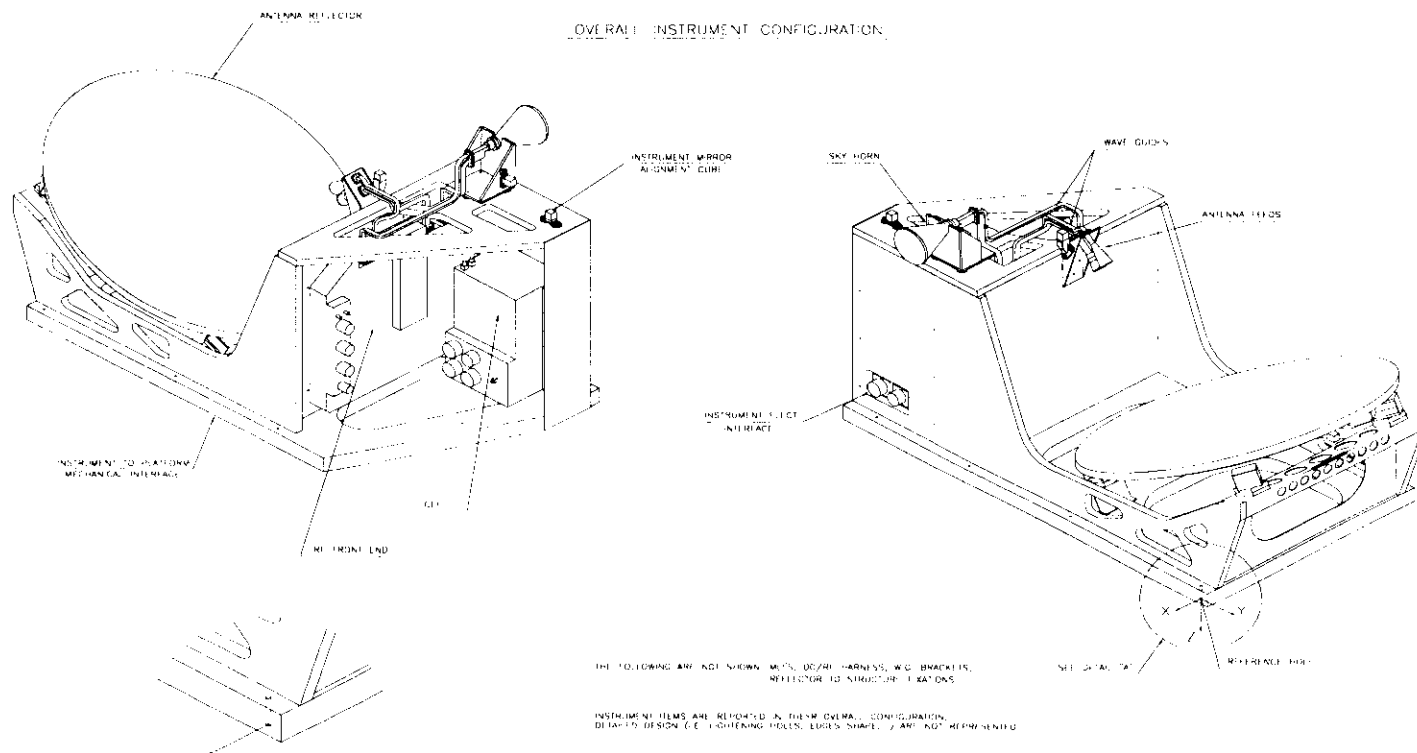 ANTENNA REFLECTOR
OVERALL INSTRUMENT CONFIGURATION
INSTRUMENT MIRROR
ALIGNMENT CUBE
SKY HORN
WAVE GUIDES
ANTENNA FEEDS
INSTRUMENT ELECT
INTERFACE
INSTRUMENT TO PLATFORM
MECHANICAL INTERFACE
RF FRONT END
X
Y
SEE DETAIL
REFERENCE HOLE
THE FOLLOWING ARE NOT SHOWN HARNESS, W.G. BRACKETS,
REFLECTOR TO STRUCTURE FIXATIONS
INSTRUMENT ITEMS ARE REPORTED IN THEIR OVERALL CONFIGURATION,
DETAILED DESIGN (I.E. LIGHTENING HOLES, EDGES SHAPE, ) ARE NOT REPRESENTED